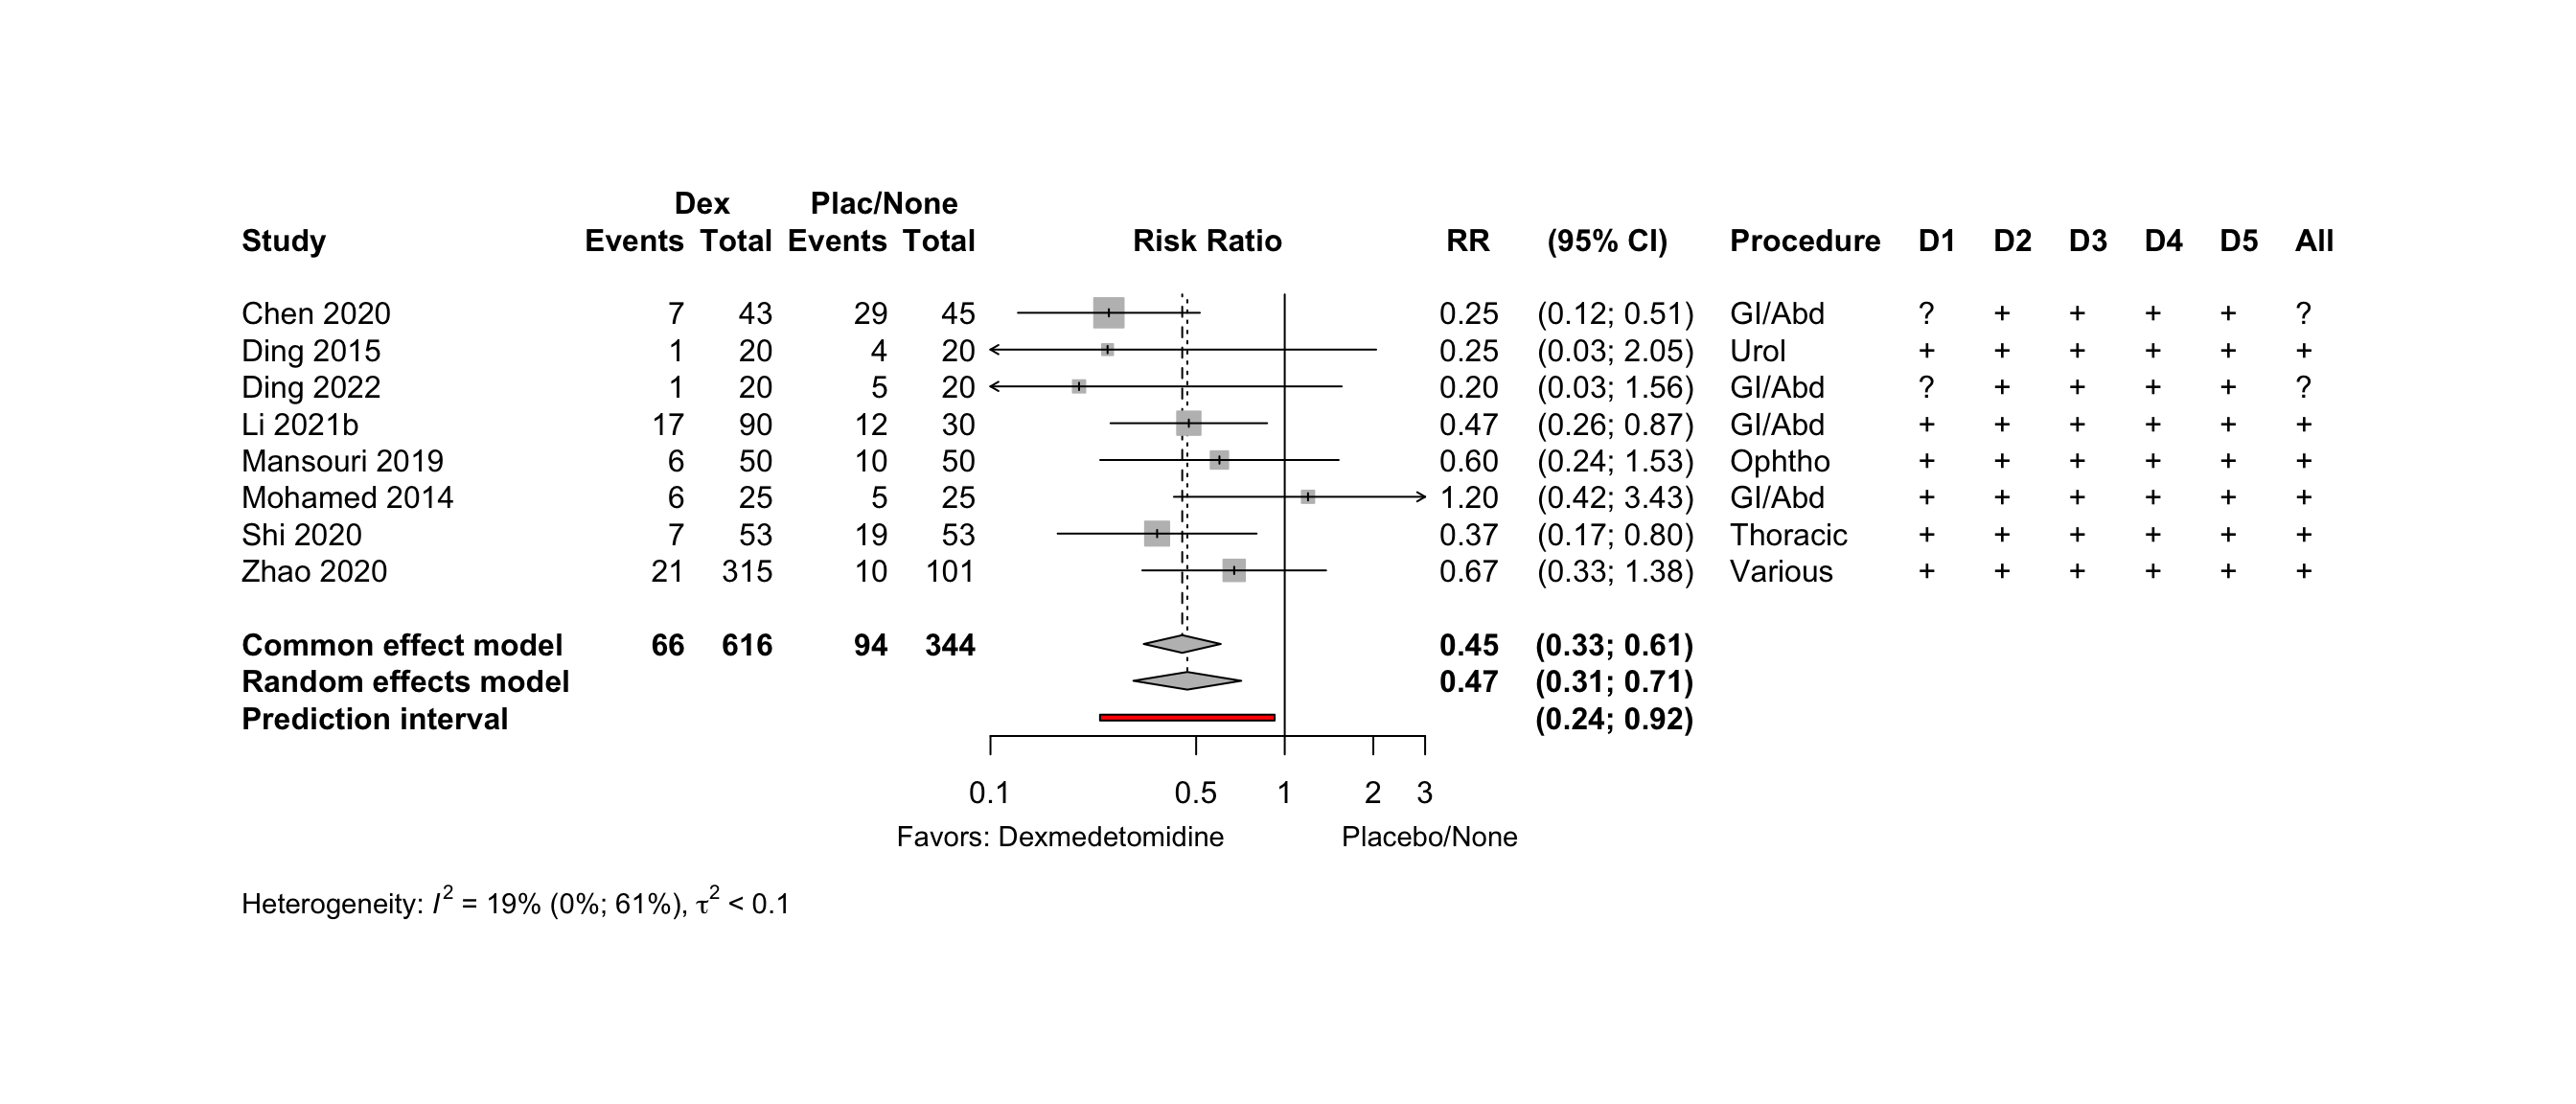 Dex Plac/None
Study Events Total Events Total Risk Ratio RR (95% CI) Procedure D1 D2 D3 D4 D5 All
Chen 2020 7 43 29 45 0.25 (0.12; 0.51) GI/Abd ? + + + + ?
Ding 2015 1 20 4 20 0.25 (0.03; 2.05) Urol + + + + + +
Ding 2022 1 20 5 20 0.20 (0.03; 1.56) GI/Abd ? + + + + ?
Li 2021b 17 90 12 30 0.47 (0.26; 0.87) GI/Abd + + + + + +
Mansouri 2019 6 50 10 50 0.60 (0.24; 1.53) Ophtho + + + + + +
Mohamed 2014 6 25 5 25 1.20 (0.42; 3.43) GI/Abd + + + + + +
Shi 2020 7 53 19 53 0.37 (0.17; 0.80) Thoracic + + + + + +
Zhao 2020 21 315 10 101 0.67 (0.33; 1.38) Various + + + + + +
Common effect model 66 616 94 344 0.45 (0.33; 0.61)
Random effects model 0.47 (0.31; 0.71)
Prediction interval (0.24; 0.92)
0.1 0.5 1 2 3
Favors: Dexmedetomidine Placebo/None
Heterogeneity: I² = 19% (0%; 61%), τ² < 0.1